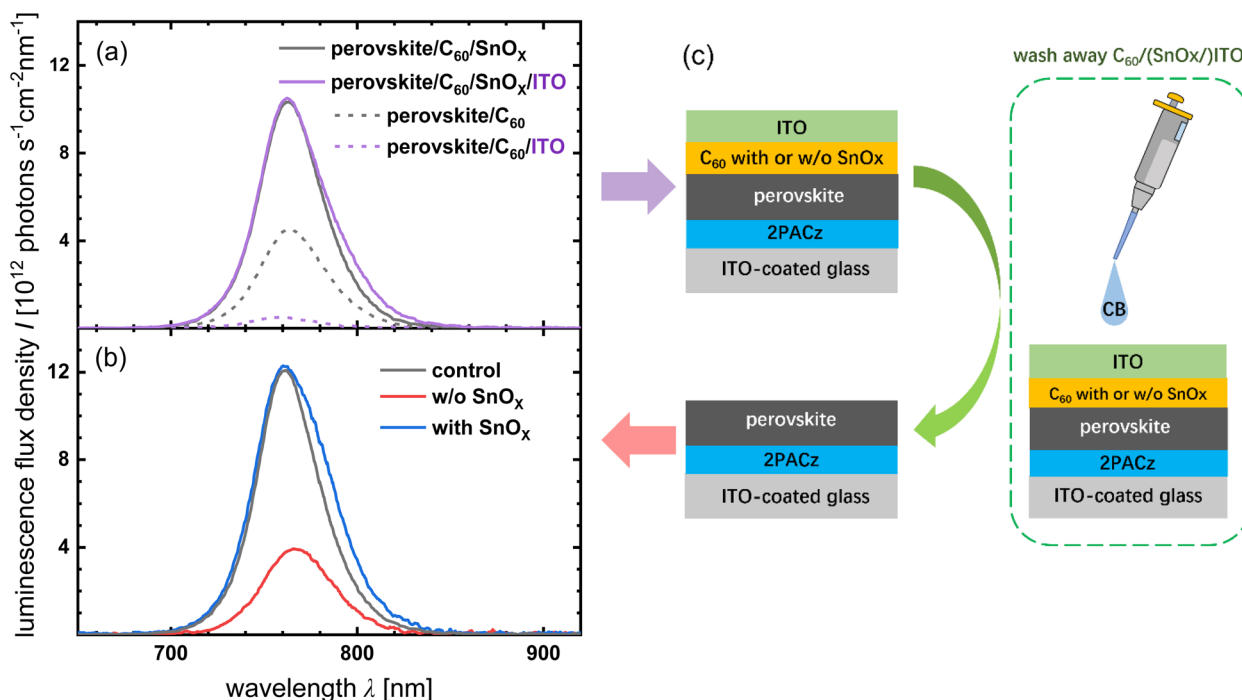 luminescence flux density I [10¹² photons s⁻¹cm⁻²nm⁻¹]
(a)
12
8
4
perovskite/C₆₀/SnOₓ
perovskite/C₆₀/SnOₓ/ITO
perovskite/C₆₀
perovskite/C₆₀/ITO
(b)
12
8
4
control
w/o SnOₓ
with SnOₓ
700
800
900
wavelength λ [nm]
(c)
ITO
C₆₀ with or w/o SnOx
perovskite
2PACz
ITO-coated glass
perovskite
2PACz
ITO-coated glass
wash away C₆₀/(SnOx/)ITO
CB
ITO
C₆₀ with or w/o SnOx
perovskite
2PACz
ITO-coated glass